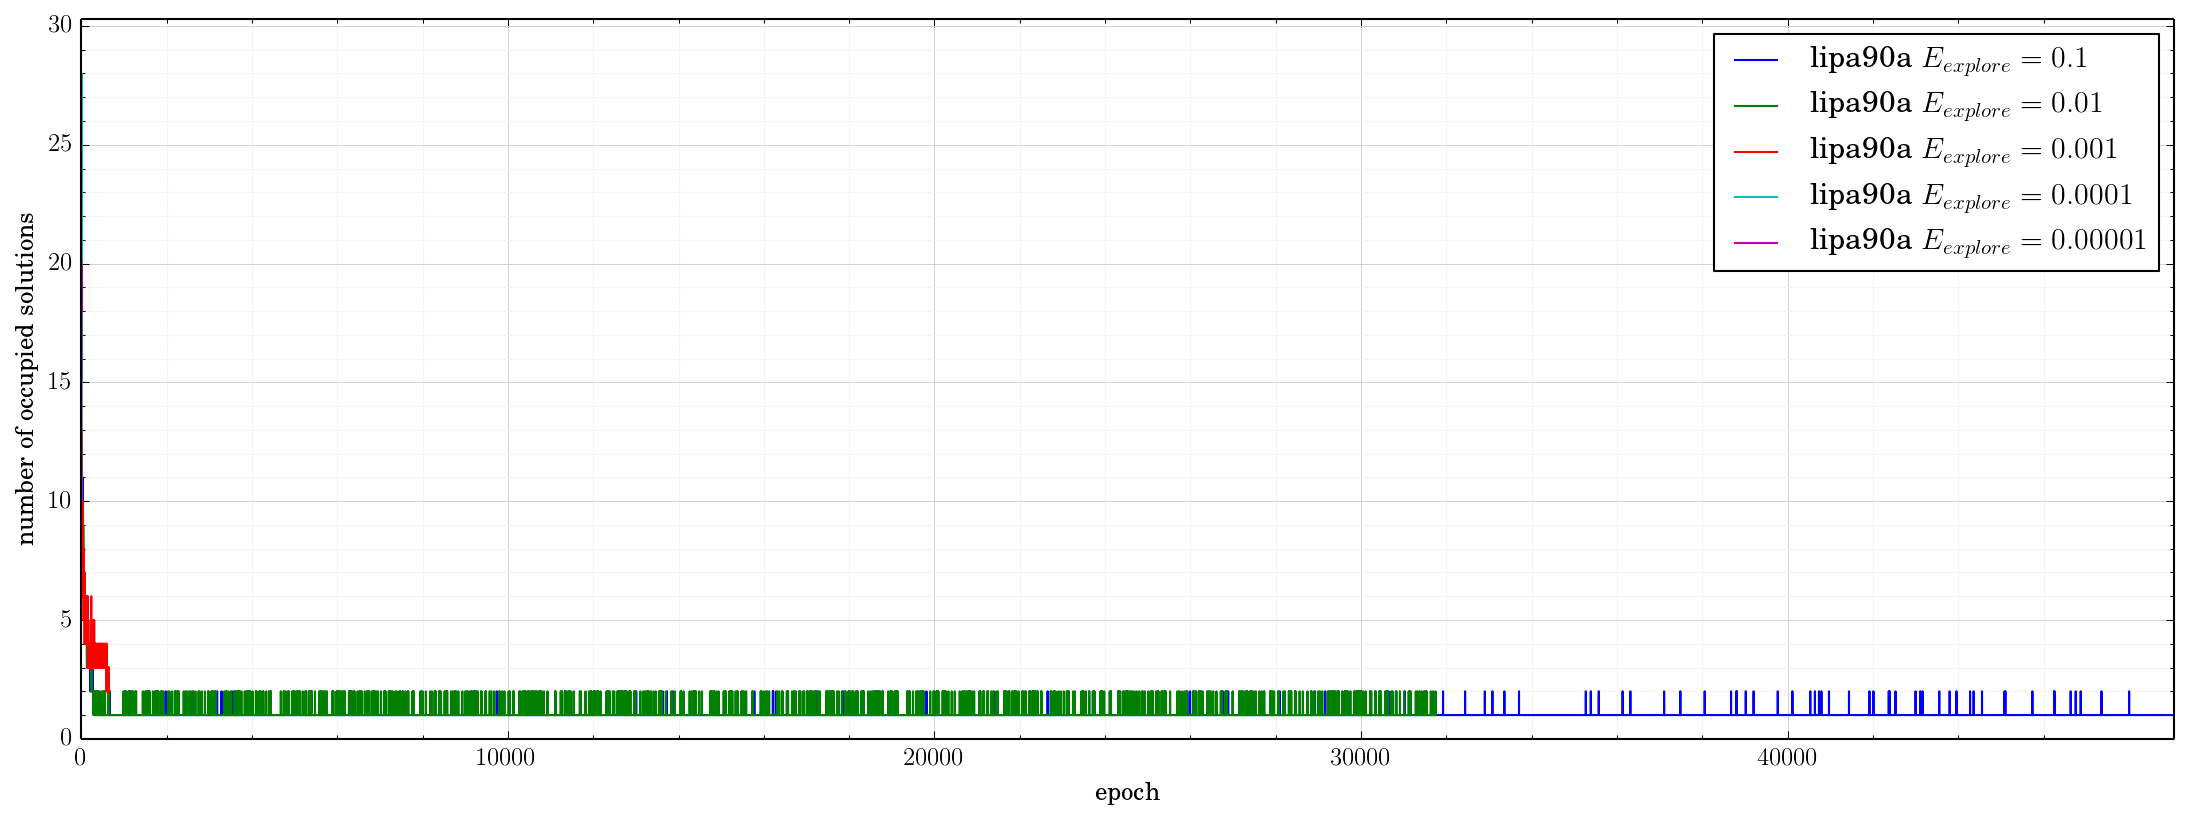 30
25
20
15
10
5
0
number of occupied solutions
0 10000 20000 30000 40000
epoch
lipa90a E_explore = 0.1
lipa90a E_explore = 0.01
lipa90a E_explore = 0.001
lipa90a E_explore = 0.0001
lipa90a E_explore = 0.00001